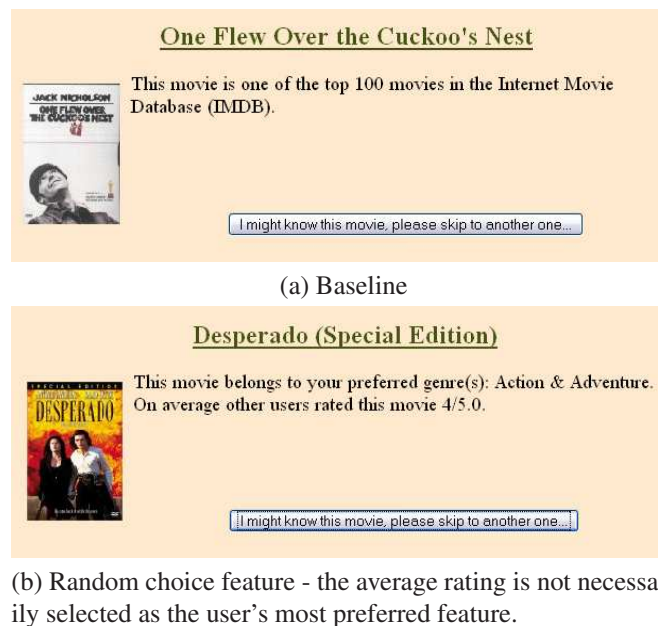 One Flew Over the Cuckoo's Nest
This movie is one of the top 100 movies in the Internet Movie
Database (IMDB).
JACK NICHOLSON
ONE FLEW OVER
THE CUCKOO'S NEST
I might know this movie, please skip to another one...
(a) Baseline
Desperado (Special Edition)
This movie belongs to your preferred genre(s): Action & Adventure.
On average other users rated this movie 4/5.0.
SPECIAL EDITION
DESPERADO
I might know this movie, please skip to another one...
(b) Random choice feature - the average rating is not necessa
ily selected as the user's most preferred feature.